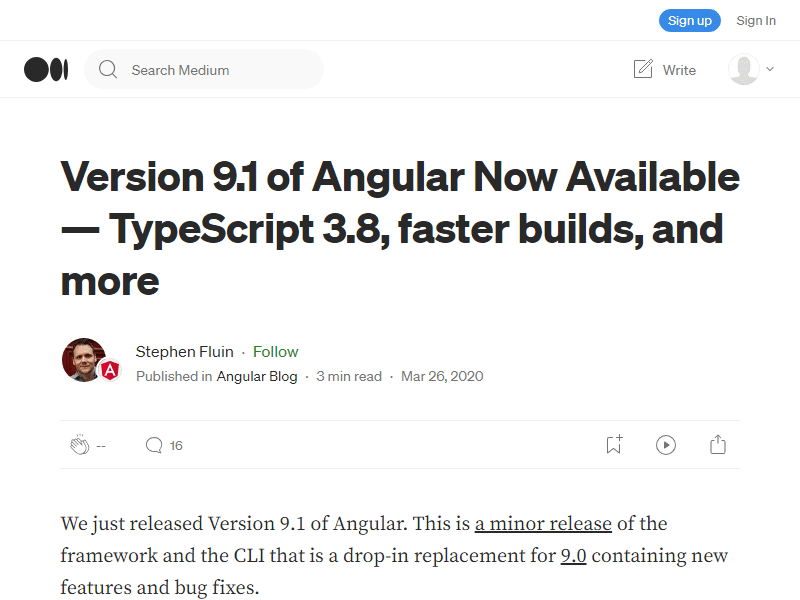 Sign up Sign In
Search Medium Write
Version 9.1 of Angular Now Available
— TypeScript 3.8, faster builds, and
more
Stephen Fluin · Follow
Published in Angular Blog · 3 min read · Mar 26, 2020
-- 16
We just released Version 9.1 of Angular. This is a minor release of the
framework and the CLI that is a drop-in replacement for 9.0 containing new
features and bug fixes.